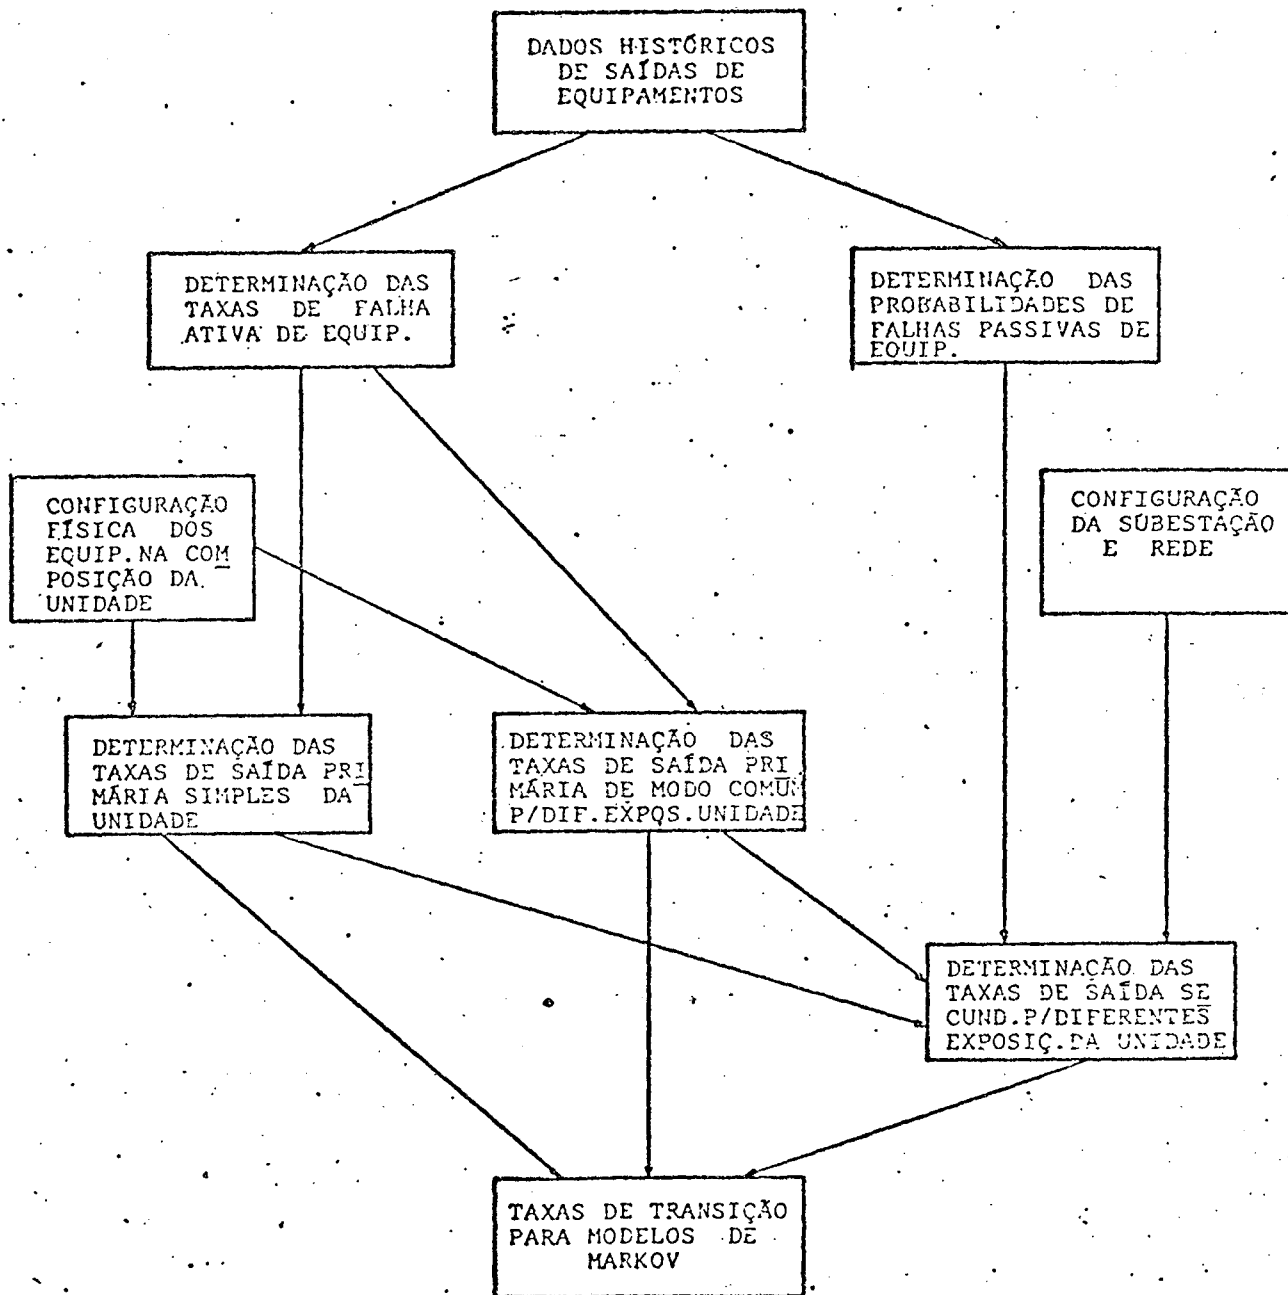 DADOS HISTÓRICOS
DE SAÍDAS DE
EQUIPAMENTOS
DETERMINAÇÃO DAS
TAXAS DE FALHA
ATIVA DE EQUIP.
DETERMINAÇÃO DAS
PROBABILIDADES DE
FALHAS PASSIVAS DE
EQUIP.
CONFIGURAÇÃO
FÍSICA DOS
EQUIP.NA COM
POSIÇÃO DA
UNIDADE
CONFIGURAÇÃO
DA SUBESTAÇÃO
E REDE
DETERMINAÇÃO DAS
TAXAS DE SAÍDA PRI
MÁRIA SIMPLES DA
UNIDADE
DETERMINAÇÃO DAS
TAXAS DE SAÍDA PRI
MÁRIA DE MODO COMUM
P/DIF.EXPOS.UNIDADE
DETERMINAÇÃO DAS
TAXAS DE SAÍDA SE
CUND.P/DIFERENTES
EXPOSIÇ.DA UNIDADE
TAXAS DE TRANSIÇÃO
PARA MODELOS DE
MARKOV